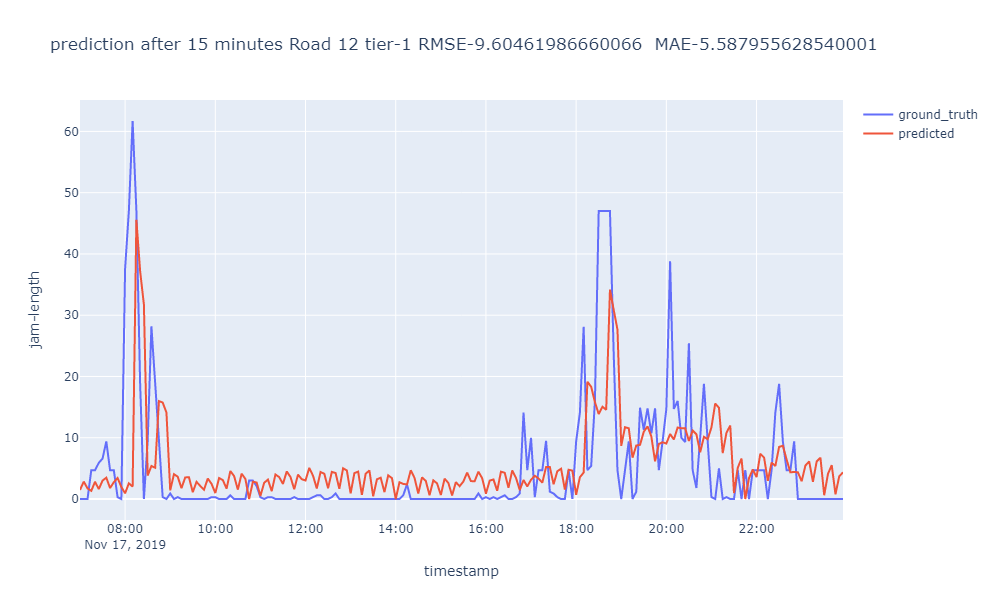 prediction after 15 minutes Road 12 tier-1 RMSE-9.60461986660066  MAE-5.587955628540001
ground_truth
predicted
60
50
40
30
20
10
0
jam-length
08:00 10:00 12:00 14:00 16:00 18:00 20:00 22:00
Nov 17, 2019
timestamp